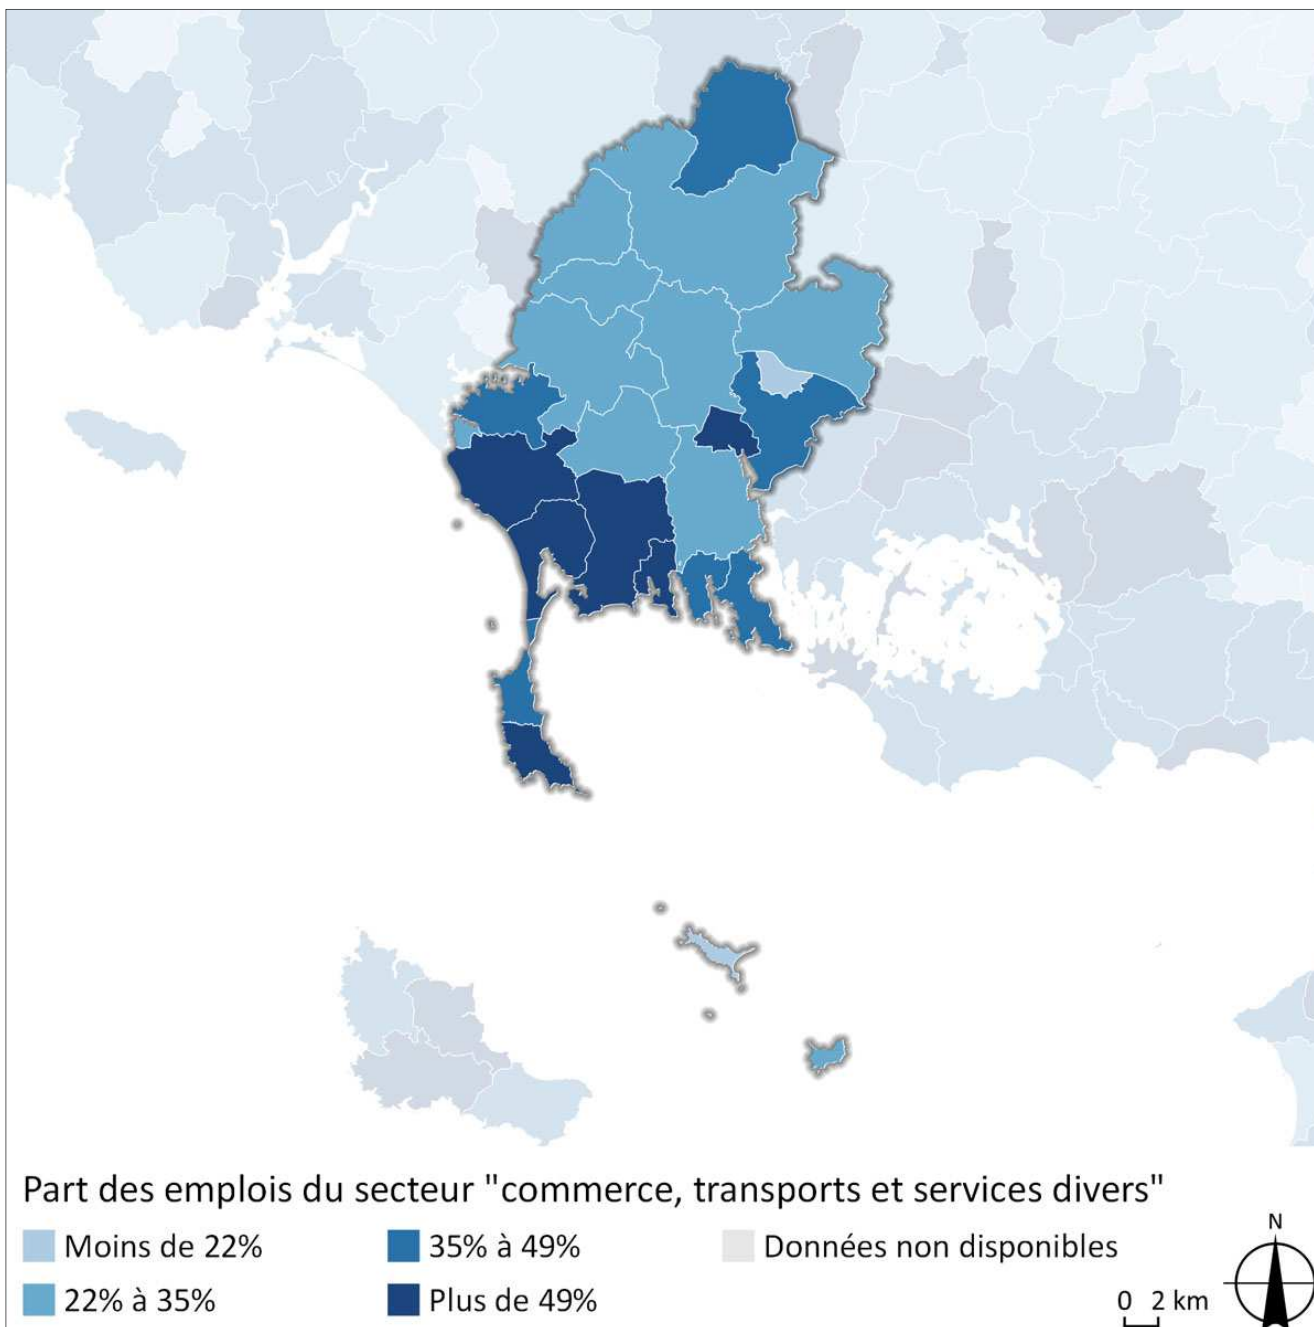 Part des emplois du secteur "commerce, transports et services divers"
Moins de 22%
35% à 49%
Données non disponibles
22% à 35%
Plus de 49%
N
0 2 km